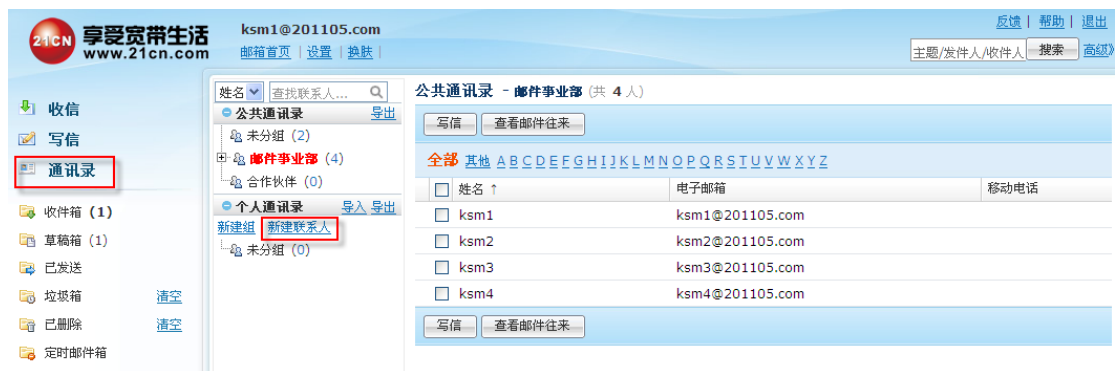 21CN 享受宽带生活
www.21cn.com
ksm1@201105.com
邮箱首页 | 设置 | 换肤 |
反馈 | 帮助 | 退出
主题/发件人/收件人 搜索 高级》
收信
写信
通讯录
收件箱 (1)
草稿箱 (1)
已发送
垃圾箱 清空
已删除 清空
定时邮件箱
姓名 查找联系人...
公共通讯录 导出
未分组 (2)
邮件事业部 (4)
合作伙伴 (0)
个人通讯录 导入 导出
新建组 新建联系人
未分组 (0)
公共通讯录 - 邮件事业部 (共 4 人)
写信 查看邮件往来
全部 其他 A B C D E F G H I J K L M N O P Q R S T U V W X Y Z
姓名 ↑ 电子邮箱 移动电话
ksm1 ksm1@201105.com
ksm2 ksm2@201105.com
ksm3 ksm3@201105.com
ksm4 ksm4@201105.com
写信 查看邮件往来